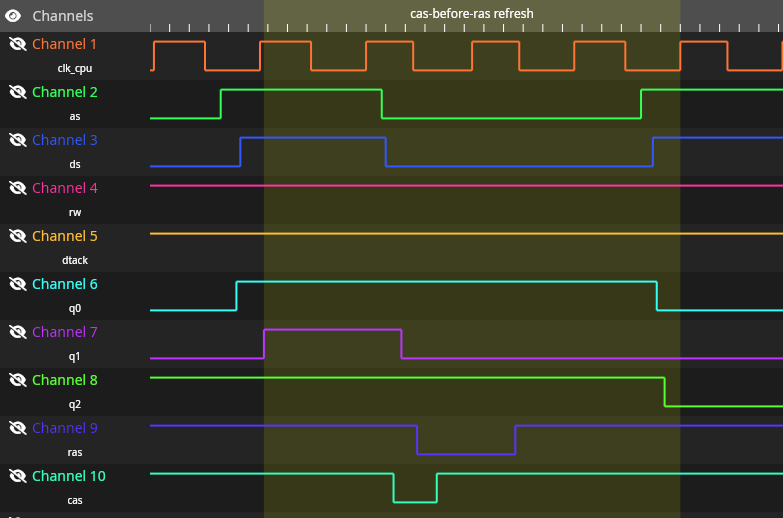 Channels
cas-before-ras refresh
Channel 1
clk_cpu
Channel 2
as
Channel 3
ds
Channel 4
rw
Channel 5
dtack
Channel 6
q0
Channel 7
q1
Channel 8
q2
Channel 9
ras
Channel 10
cas